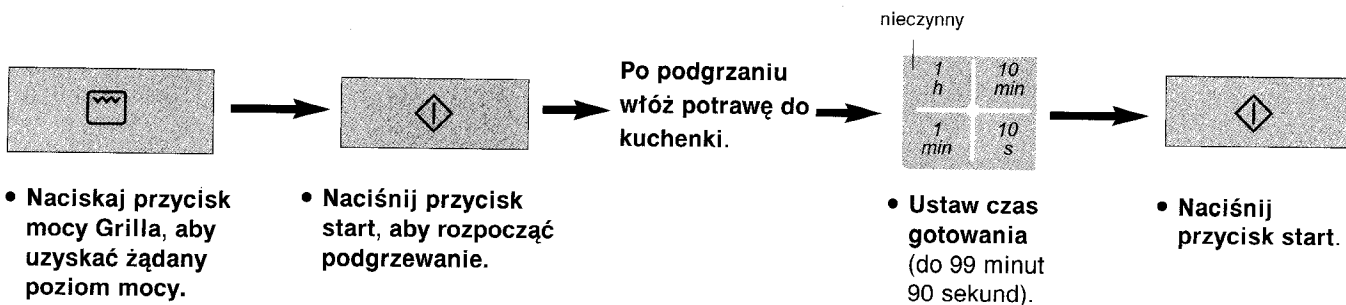 nieczynny
Po podgrzaniu
włóż potrawę do
kuchenki.
1
h
10
min
1
min
10
s
• Naciskaj przycisk
mocy Grilla, aby
uzyskać żądany
poziom mocy.
• Naciśnij przycisk
start, aby rozpocząć
podgrzewanie.
• Ustaw czas
gotowania
(do 99 minut
90 sekund).
• Naciśnij
przycisk start.